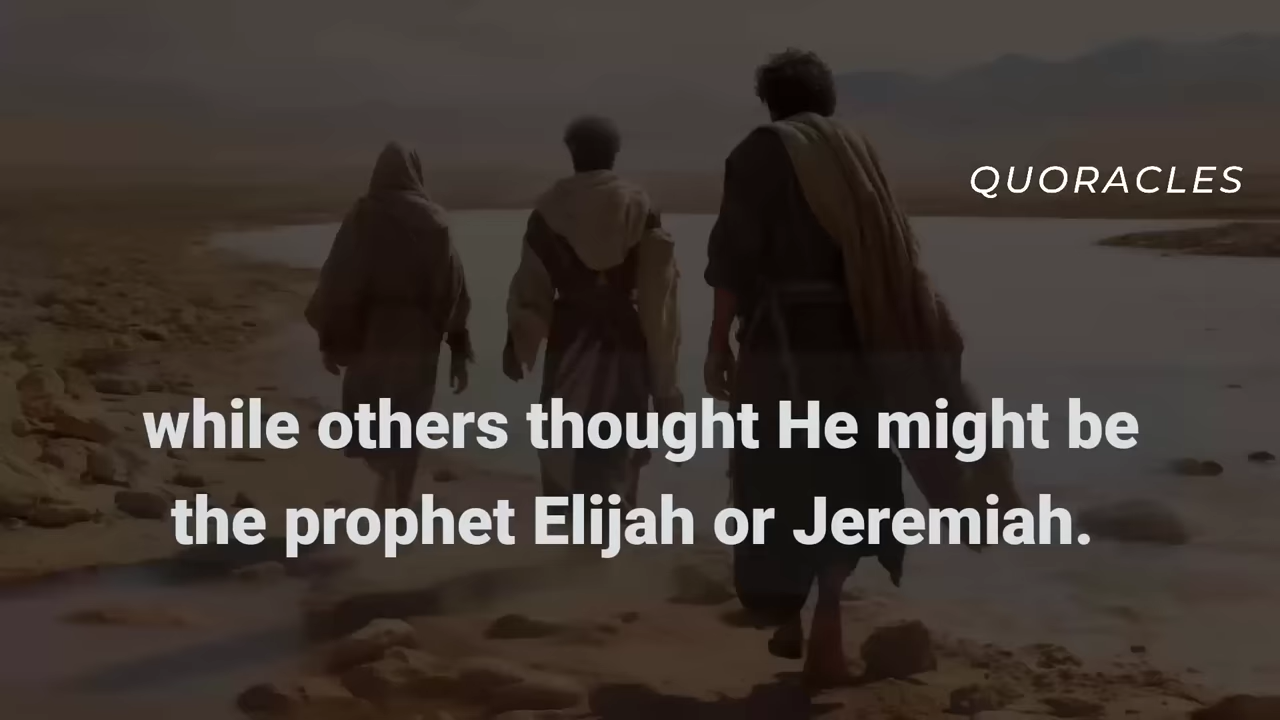 QUORACLES
while others thought He might be
the prophet Elijah or Jeremiah.